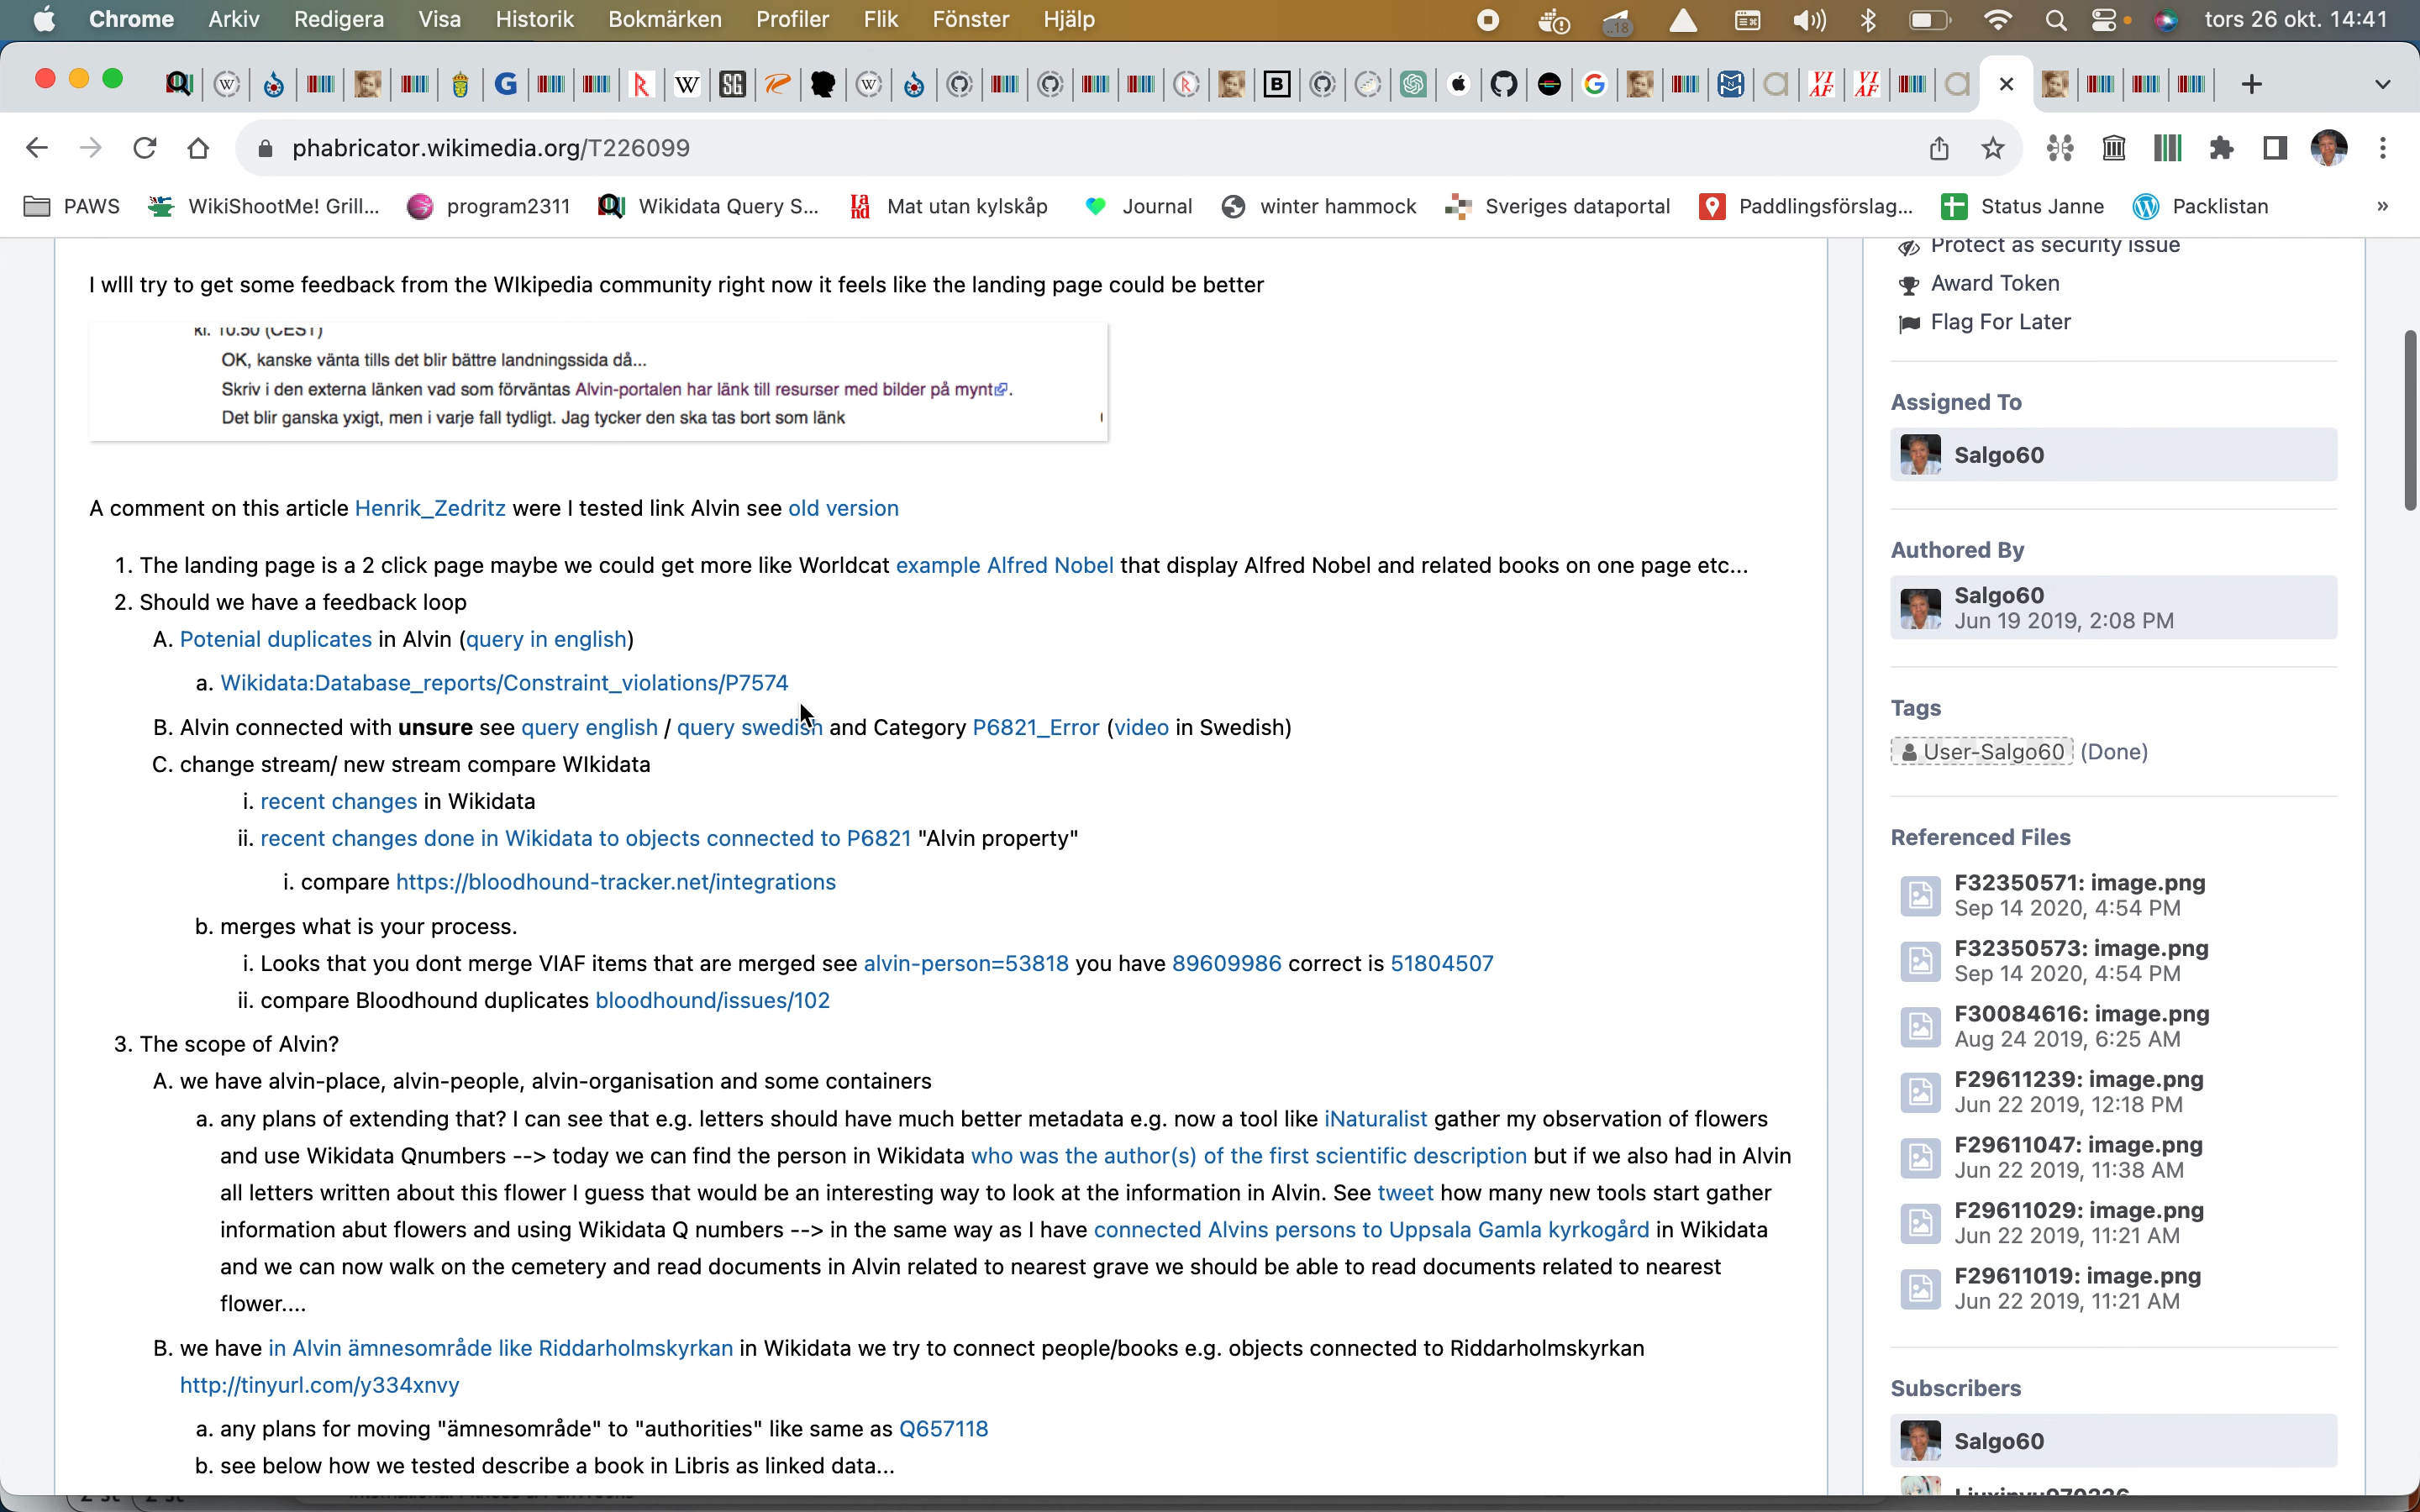 Chrome Arkiv Redigera Visa Historik Bokmärken Profiler Flik Fönster Hjälp
18
tors 26 okt. 14:41
phabricator.wikimedia.org/T226099
PAWS WikiShootMe! Grill... program2311 Wikidata Query S... Mat utan kylskåp Journal winter hammock Sveriges dataportal Paddlingsförslag... Status Janne Packlistan »
I wlll try to get some feedback from the WIkipedia community right now it feels like the landing page could be better
kl. 10.50 (CEST)
OK, kanske vänta tills det blir bättre landningssida då...
Skriv i den externa länken vad som förväntas Alvin-portalen har länk till resurser med bilder på mynt.
Det blir ganska yxigt, men i varje fall tydligt. Jag tycker den ska tas bort som länk
A comment on this article Henrik_Zedritz were I tested link Alvin see old version
1. The landing page is a 2 click page maybe we could get more like Worldcat example Alfred Nobel that display Alfred Nobel and related books on one page etc...
2. Should we have a feedback loop
A. Potenial duplicates in Alvin (query in english)
a. Wikidata:Database_reports/Constraint_violations/P7574
B. Alvin connected with unsure see query english / query swedish and Category P6821_Error (video in Swedish)
C. change stream/ new stream compare WIkidata
i. recent changes in Wikidata
ii. recent changes done in Wikidata to objects connected to P6821 "Alvin property"
i. compare https://bloodhound-tracker.net/integrations
b. merges what is your process.
i. Looks that you dont merge VIAF items that are merged see alvin-person=53818 you have 89609986 correct is 51804507
ii. compare Bloodhound duplicates bloodhound/issues/102
3. The scope of Alvin?
A. we have alvin-place, alvin-people, alvin-organisation and some containers
a. any plans of extending that? I can see that e.g. letters should have much better metadata e.g. now a tool like iNaturalist gather my observation of flowers
and use Wikidata Qnumbers --> today we can find the person in Wikidata who was the author(s) of the first scientific description but if we also had in Alvin
all letters written about this flower I guess that would be an interesting way to look at the information in Alvin. See tweet how many new tools start gather
information abut flowers and using Wikidata Q numbers --> in the same way as I have connected Alvins persons to Uppsala Gamla kyrkogård in Wikidata
and we can now walk on the cemetery and read documents in Alvin related to nearest grave we should be able to read documents related to nearest
flower....
B. we have in Alvin ämnesområde like Riddarholmskyrkan in Wikidata we try to connect people/books e.g. objects connected to Riddarholmskyrkan
http://tinyurl.com/y334xnvy
a. any plans for moving "ämnesområde" to "authorities" like same as Q657118
b. see below how we tested describe a book in Libris as linked data...
Protect as security issue
Award Token
Flag For Later
Assigned To
Salgo60
Authored By
Salgo60
Jun 19 2019, 2:08 PM
Tags
User-Salgo60 (Done)
Referenced Files
F32350571: image.png
Sep 14 2020, 4:54 PM
F32350573: image.png
Sep 14 2020, 4:54 PM
F30084616: image.png
Aug 24 2019, 6:25 AM
F29611239: image.png
Jun 22 2019, 12:18 PM
F29611047: image.png
Jun 22 2019, 11:38 AM
F29611029: image.png
Jun 22 2019, 11:21 AM
F29611019: image.png
Jun 22 2019, 11:21 AM
Subscribers
Salgo60